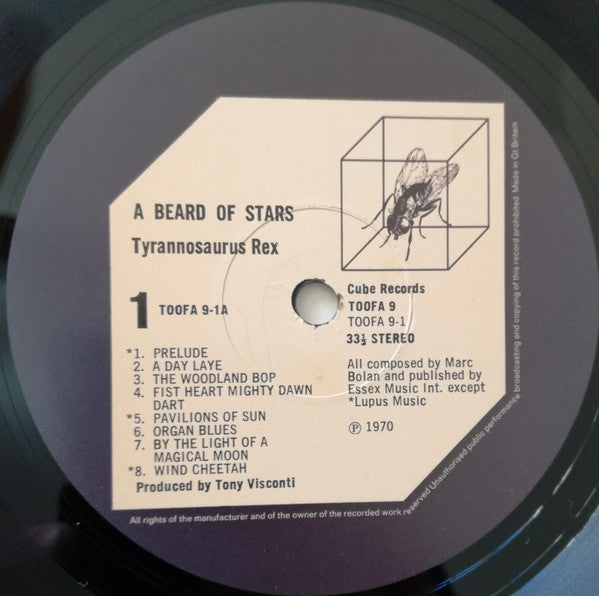 A BEARD OF STARS
Tyrannosaurus Rex
1 TOOFA 9-1A
Cube Records
TOOFA 9
TOOFA 9-1
33⅓ STEREO
*1. PRELUDE
2. A DAY LAYE
3. THE WOODLAND BOP
4. FIST HEART MIGHTY DAWN
DART
*5. PAVILIONS OF SUN
6. ORGAN BLUES
7. BY THE LIGHT OF A
MAGICAL MOON
*8. WIND CHEETAH
Produced by Tony Visconti
All composed by Marc
Bolan and published by
Essex Music Int. except
*Lupus Music
Ⓟ 1970
All rights of the manufacturer and of the owner of the recorded work reserved Unauthorised public performance broadcasting and copying of this record prohibited Made in Gt Britain